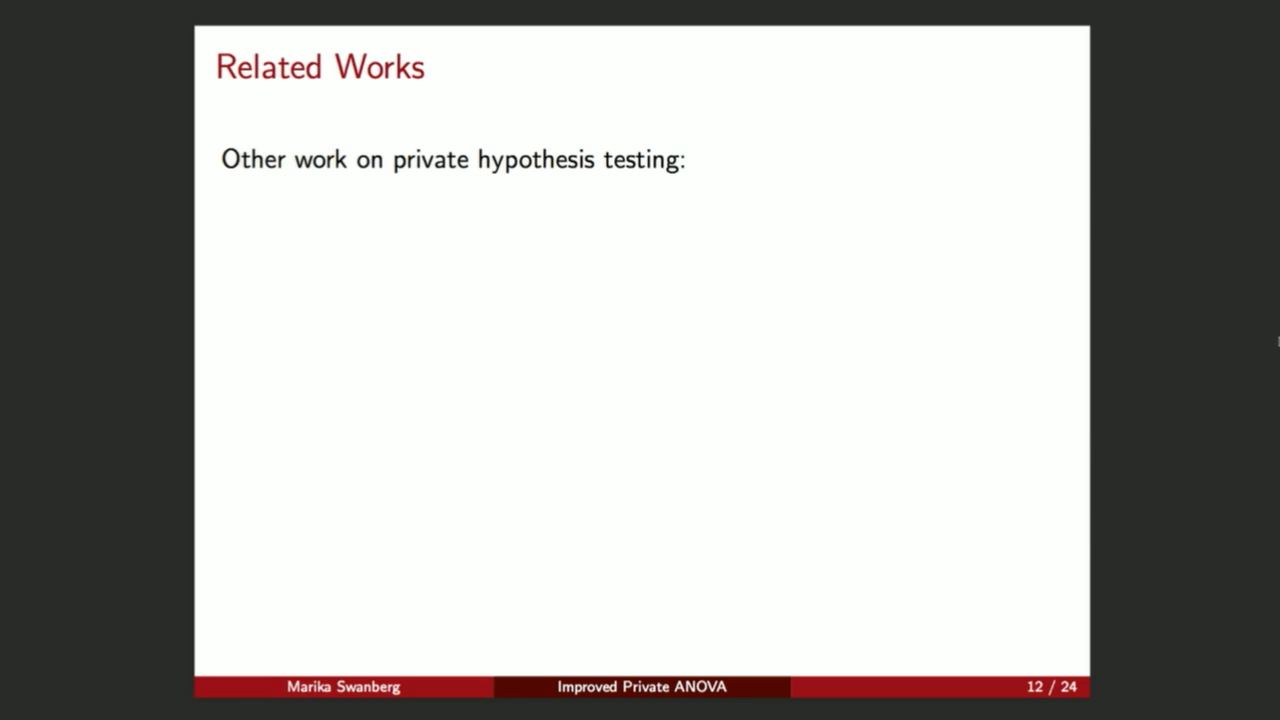 Related Works
Other work on private hypothesis testing:
Marika Swanberg
Improved Private ANOVA
12 / 24